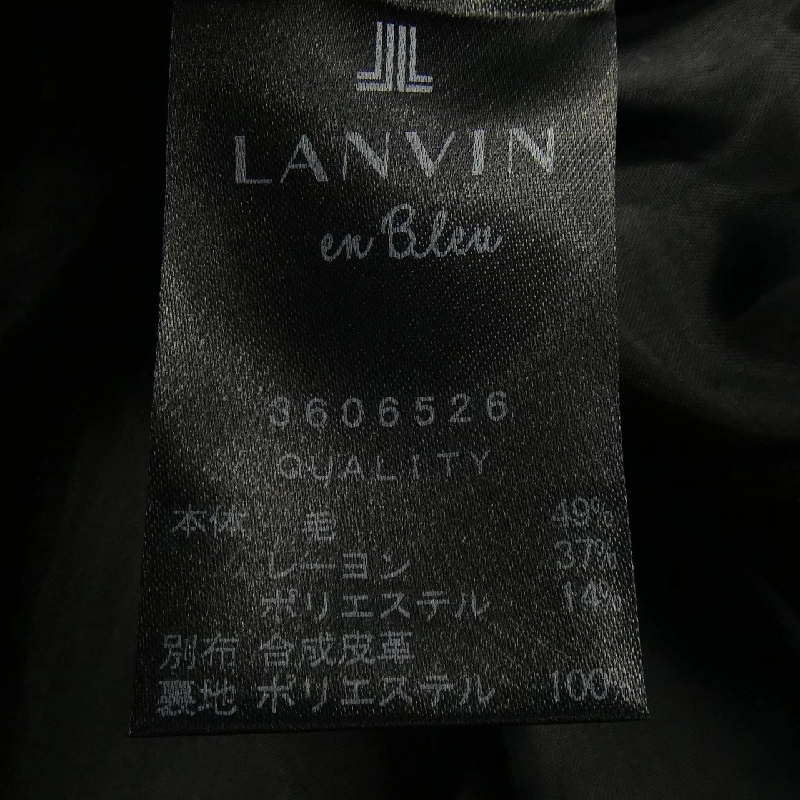 LANVIN
en Bleu
3606526
QUALITY
本体 毛 49%
レーヨン 37%
ポリエステル 14%
別布 合成皮革
裏地 ポリエステル 100%